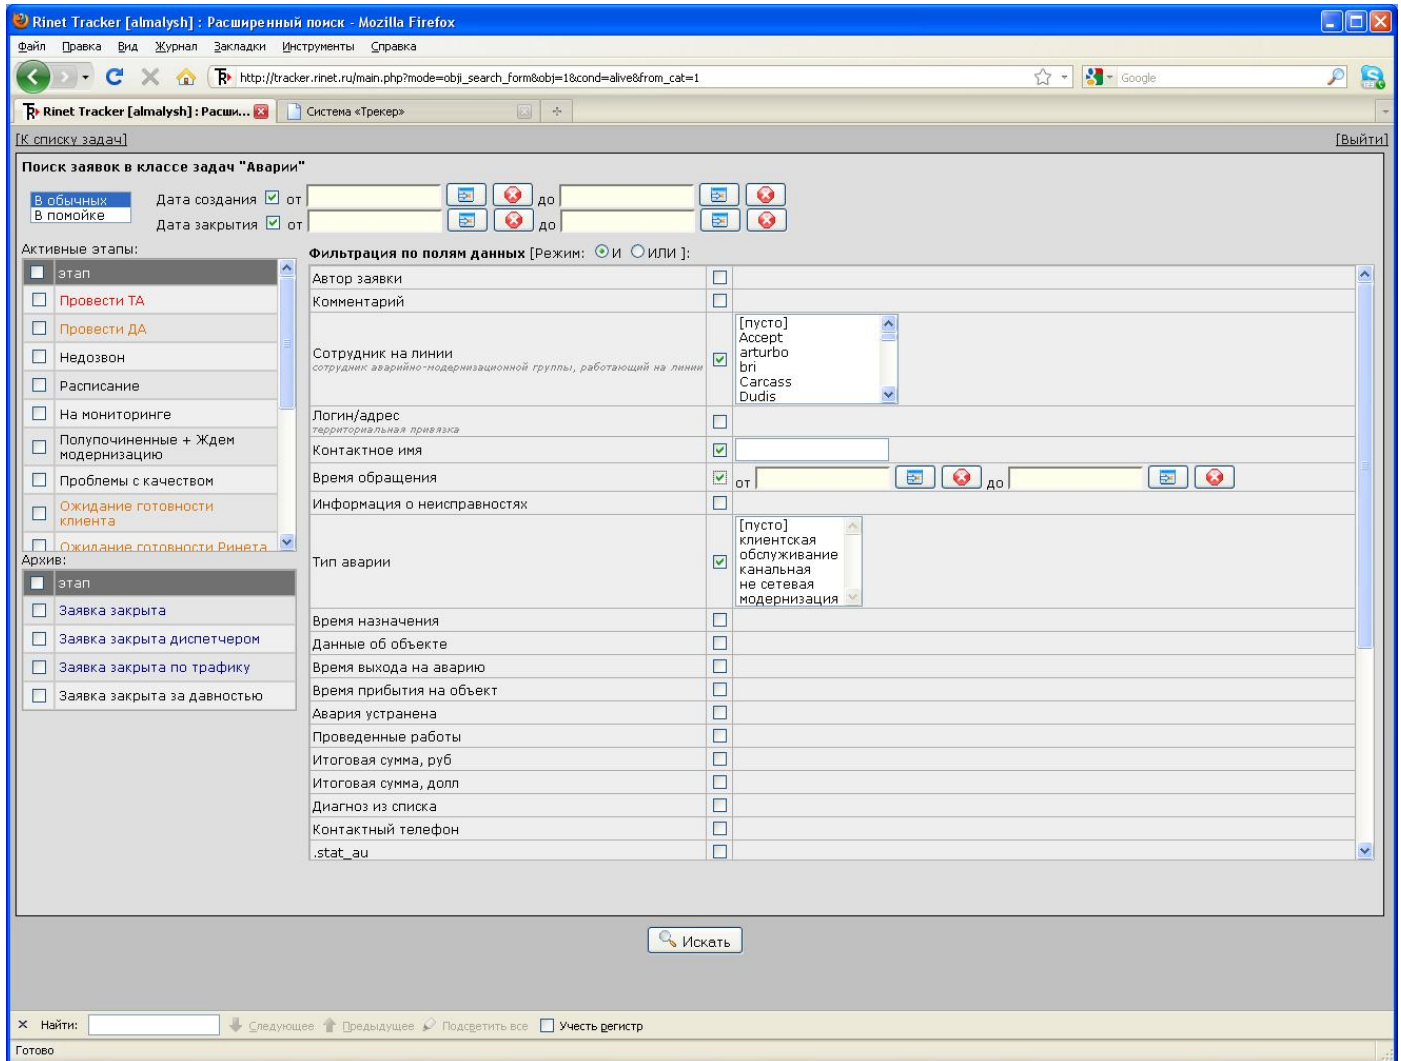 Rinet Tracker [almalysh] : Расширенный поиск - Mozilla Firefox
Файл Правка Вид Журнал Закладки Инструменты Справка
http://tracker.rinet.ru/main.php?mode=obji_search_form&obj=1&cond=alive&from_cat=1
Google
Rinet Tracker [almalysh] : Расши...
Система «Трекер»
[К списку задач]
[Выйти]
Поиск заявок в классе задач "Аварии"
В обычных
В помойке
Дата создания от до
Дата закрытия от до
Активные этапы:
этап
Провести ТА
Провести ДА
Недозвон
Расписание
На мониторинге
Полупочиненные + Ждем
модернизацию
Проблемы с качеством
Ожидание готовности
клиента
Ожидание готовности Ринета
Архив:
этап
Заявка закрыта
Заявка закрыта диспетчером
Заявка закрыта по трафику
Заявка закрыта за давностью
Фильтрация по полям данных [Режим: И ИЛИ ]:
Автор заявки
Комментарий
Сотрудник на линии
сотрудник аварийно-модернизационной группы, работающий на линии
[пусто]
Accept
arturbo
bri
Carcass
Dudis
Логин/адрес
территориальная привязка
Контактное имя
Время обращения
от до
Информация о неисправностях
Тип аварии
[пусто]
клиентская
обслуживание
канальная
не сетевая
модернизация
Время назначения
Данные об объекте
Время выхода на аварию
Время прибытия на объект
Авария устранена
Проведенные работы
Итоговая сумма, руб
Итоговая сумма, долл
Диагноз из списка
Контактный телефон
.stat_au
Искать
Найти: Следующее Предыдущее Подсветить все Учесть регистр
Готово